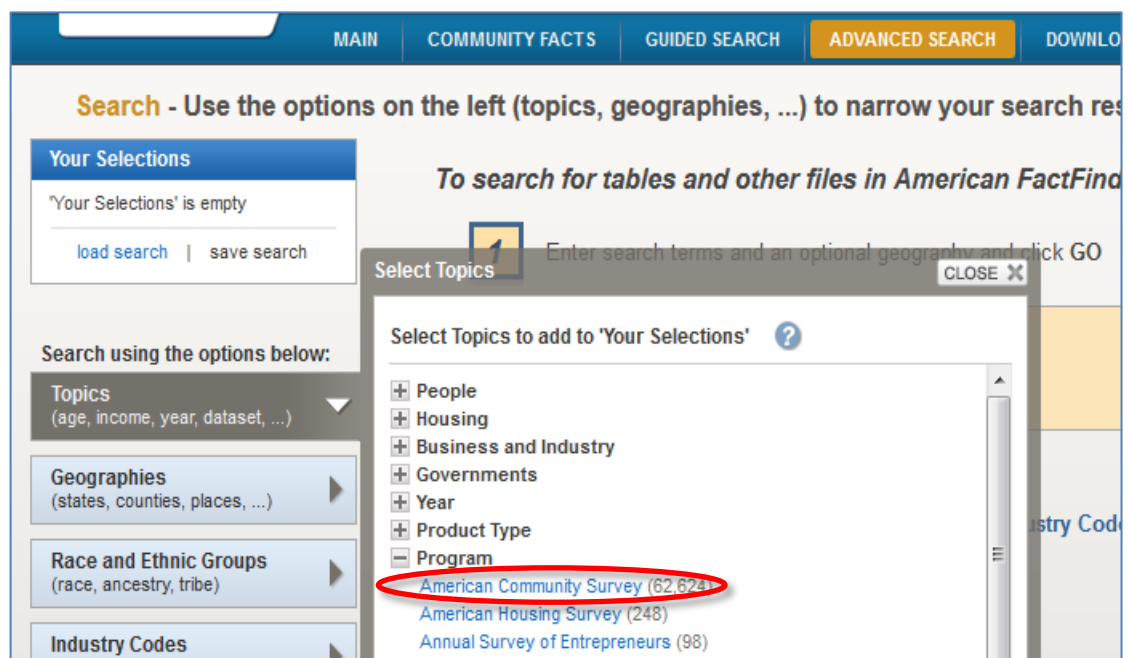 MAIN COMMUNITY FACTS GUIDED SEARCH ADVANCED SEARCH
Search - Use the options on the left (topics, geographies, ...) to narrow your search
Your Selections
'Your Selections' is empty
load search | save search
To search for tables and other files in American
1 Enter search terms and an optional geography and click GO
Select Topics
CLOSE X
Select Topics to add to 'Your Selections' ?
Search using the options below:
Topics
(age, income, year, dataset, ...)
Geographies
(states, counties, places, ...)
Race and Ethnic Groups
(race, ancestry, tribe)
Industry Codes
People
Housing
Business and Industry
Governments
Year
Product Type
Program
American Community Survey (62,624)
American Housing Survey (248)
Annual Survey of Entrepreneurs (98)